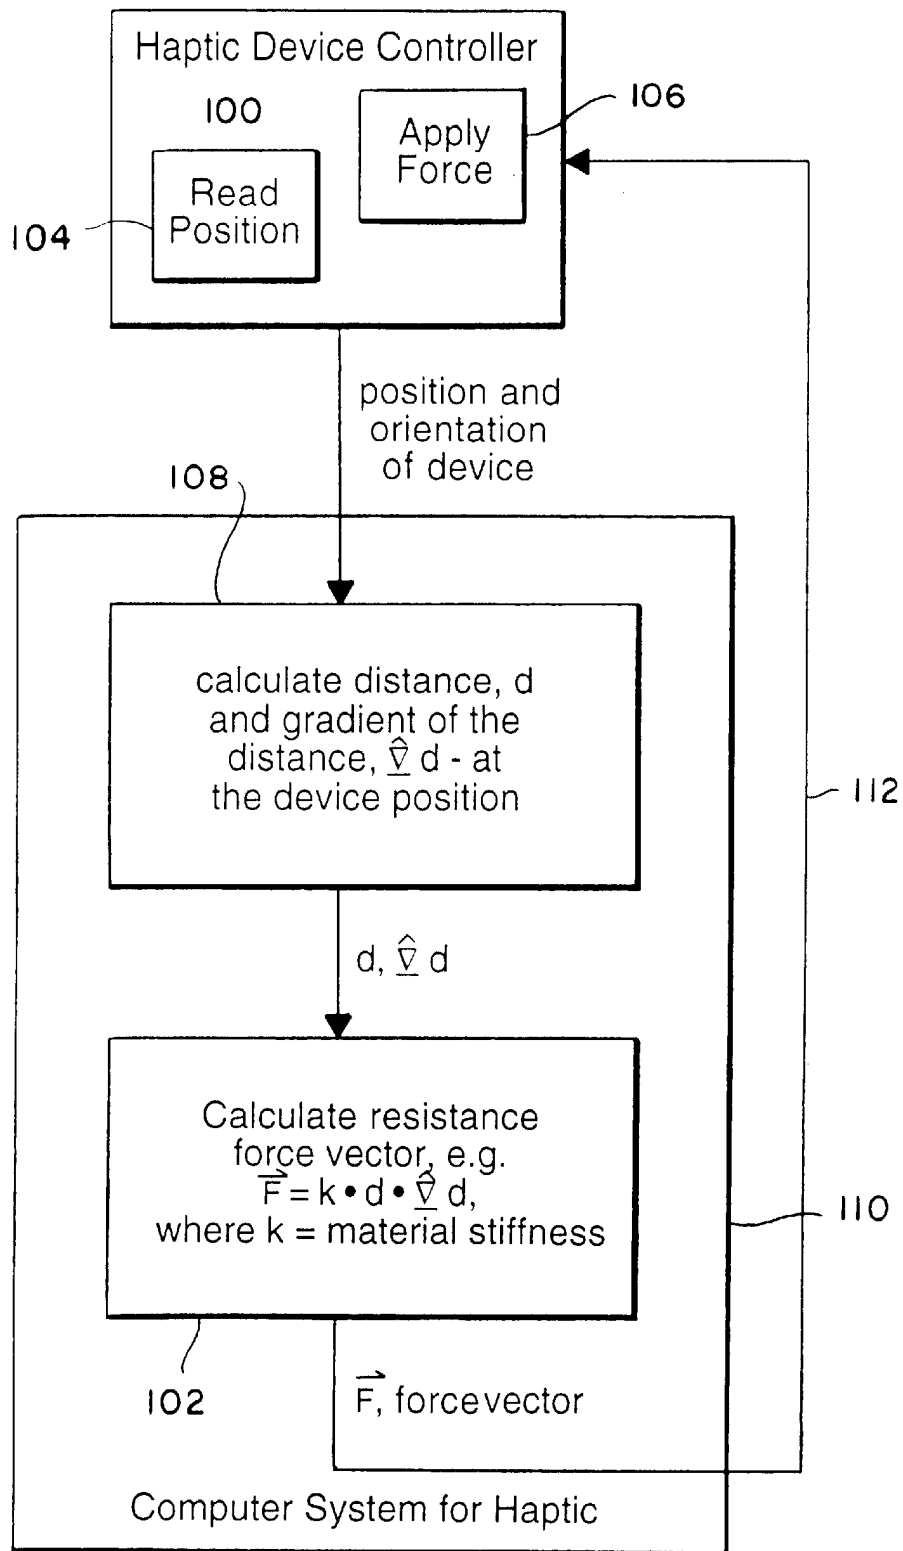 Haptic Device Controller
100
106
Apply
Force
Read
Position
104
position and
orientation
of device
108
calculate distance, d
and gradient of the
distance, ∇̲̂ d - at
the device position
112
d, ∇̲̂ d
Calculate resistance
force vector, e.g.
F⃗ = k • d • ∇̲̂ d,
where k = material stiffness
110
102
F⃗, force vector
Computer System for Haptic